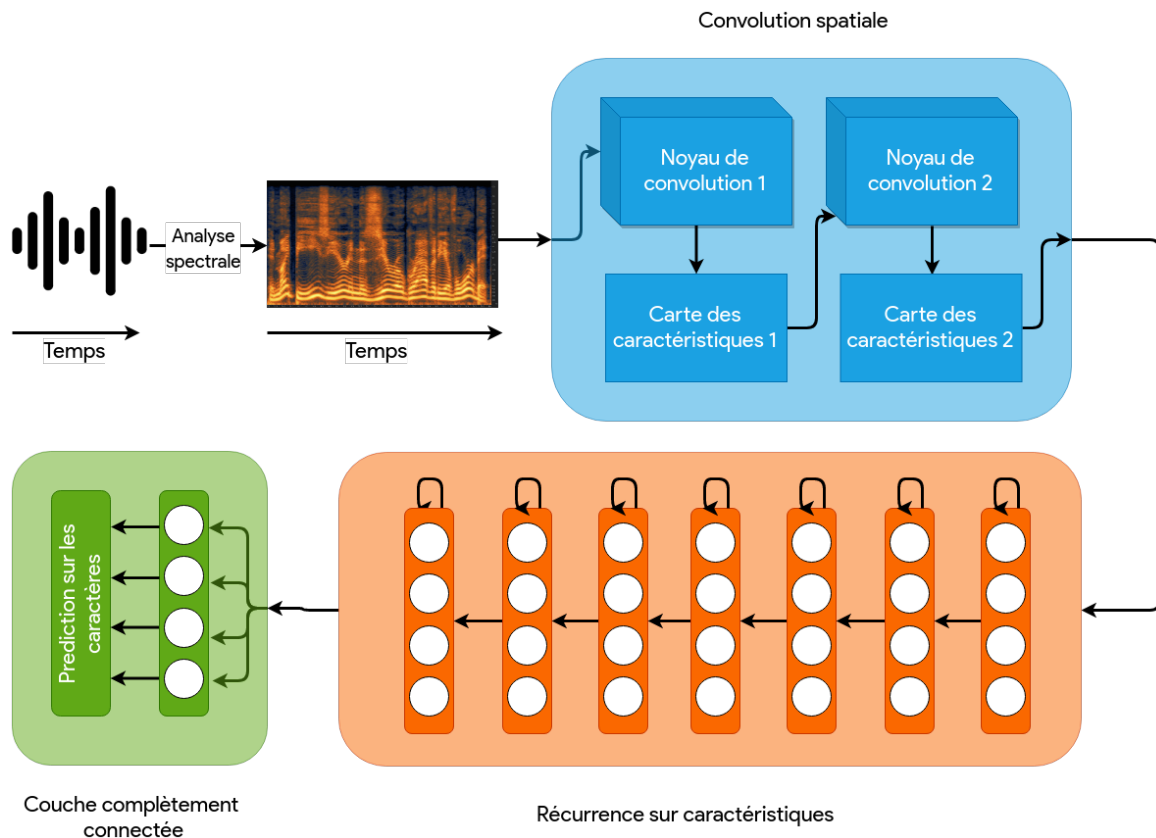 Convolution spatiale
Noyau de
convolution 1
Noyau de
convolution 2
Analyse
spectrale
Carte des
caractéristiques 1
Carte des
caractéristiques 2
Temps
Temps
Prediction sur les
caractères
Couche complètement
connectée
Récurrence sur caractéristiques